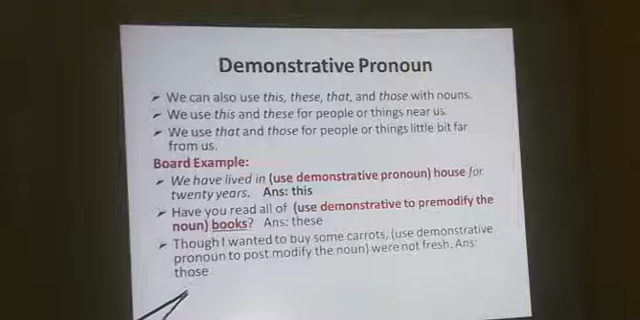 Demonstrative Pronoun
➢ We can also use this, these, that, and those with nouns.
➢ We use this and these for people or things near us.
➢ We use that and those for people or things little bit far
from us.
Board Example:
➢ We have lived in (use demonstrative pronoun) house for
twenty years. Ans: this
➢ Have you read all of (use demonstrative to premodify the
noun) books? Ans: these
➢ Though I wanted to buy some carrots, (use demonstrative
pronoun to post modify the noun) were not fresh. Ans:
those